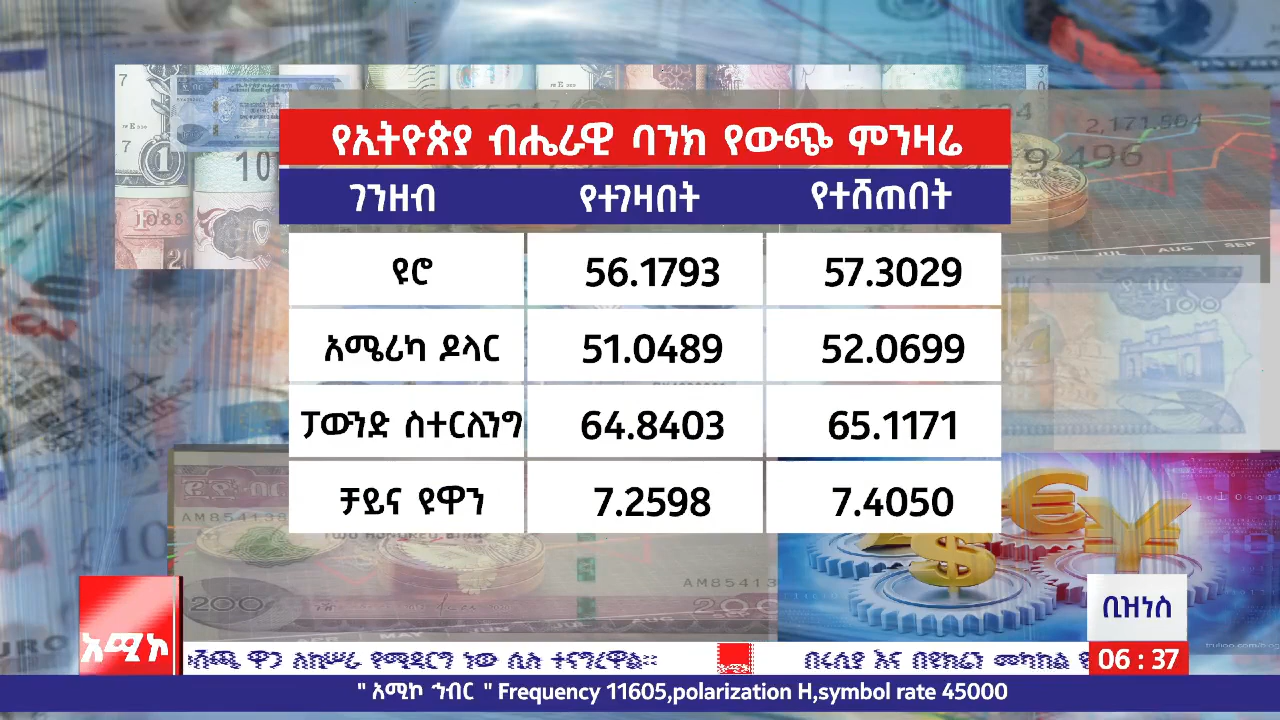 የኢትዮጵያ ብሔራዊ ባንክ የውጭ ምንዛሬ
ገንዘብ የተገዛበት የተሸጠበት
ዩሮ 56.1793 57.3029
አሜሪካ ዶላር 51.0489 52.0699
ፓውንድ ስተርሊንግ 64.8403 65.1171
ቻይና ዩዋን 7.2598 7.4050
ቢዝነስ
አሚኮ
06 : 37
" አሚኮ ኅብር " Frequency 11605,polarization H,symbol rate 45000